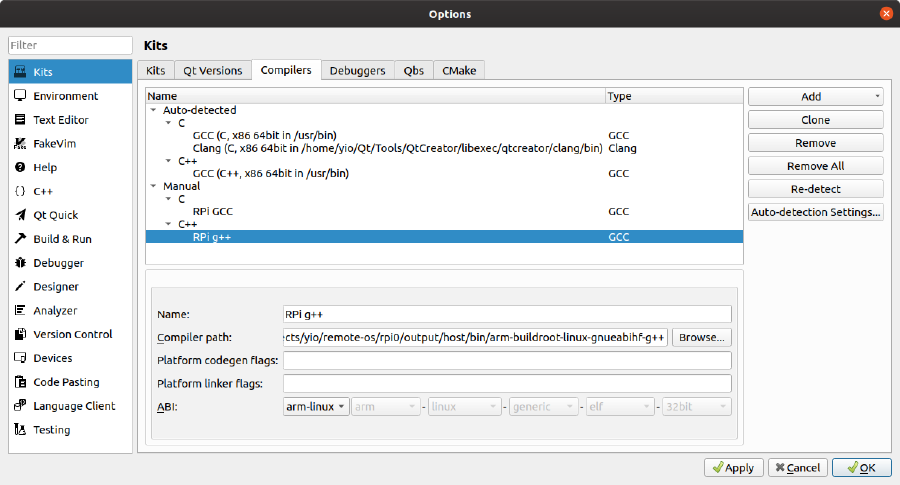 Options
Filter
Kits
Environment
Text Editor
FakeVim
Help
C++
Qt Quick
Build & Run
Debugger
Designer
Analyzer
Version Control
Devices
Code Pasting
Language Client
Testing
Kits
Kits Qt Versions Compilers Debuggers Qbs CMake
Name Type
Auto-detected
C
GCC (C, x86 64bit in /usr/bin) GCC
Clang (C, x86 64bit in /home/yio/Qt/Tools/QtCreator/libexec/qtcreator/clang/bin) Clang
C++
GCC (C++, x86 64bit in /usr/bin) GCC
Manual
C
RPi GCC GCC
C++
RPi g++ GCC
Add
Clone
Remove
Remove All
Re-detect
Auto-detection Settings...
Name: RPi g++
Compiler path: :cts/yio/remote-os/rpi0/output/host/bin/arm-buildroot-linux-gnueabihf-g++ Browse...
Platform codegen flags:
Platform linker flags:
ABI: arm-linux arm - linux - generic - elf - 32bit
Apply Cancel OK